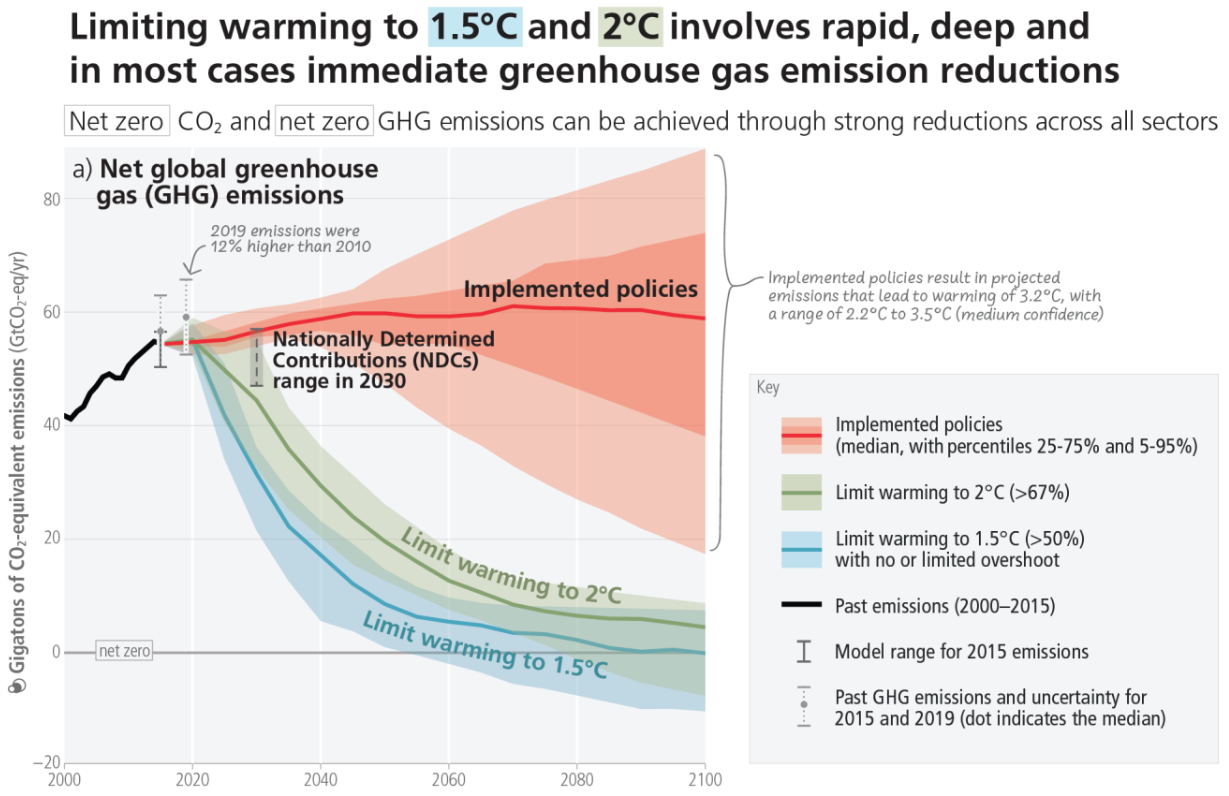 Limiting warming to 1.5°C and 2°C involves rapid, deep and
in most cases immediate greenhouse gas emission reductions
Net zero CO₂ and net zero GHG emissions can be achieved through strong reductions across all sectors
a) Net global greenhouse
gas (GHG) emissions
80
60
40
20
0
−20
Gigatons of CO₂-equivalent emissions (GtCO₂-eq/yr)
2019 emissions were
12% higher than 2010
Implemented policies
Nationally Determined
Contributions (NDCs)
range in 2030
Limit warming to 2°C
Limit warming to 1.5°C
net zero
2000
2020
2040
2060
2080
2100
Implemented policies result in projected
emissions that lead to warming of 3.2°C, with
a range of 2.2°C to 3.5°C (medium confidence)
Key
Implemented policies
(median, with percentiles 25-75% and 5-95%)
Limit warming to 2°C (>67%)
Limit warming to 1.5°C (>50%)
with no or limited overshoot
Past emissions (2000–2015)
Model range for 2015 emissions
Past GHG emissions and uncertainty for
2015 and 2019 (dot indicates the median)